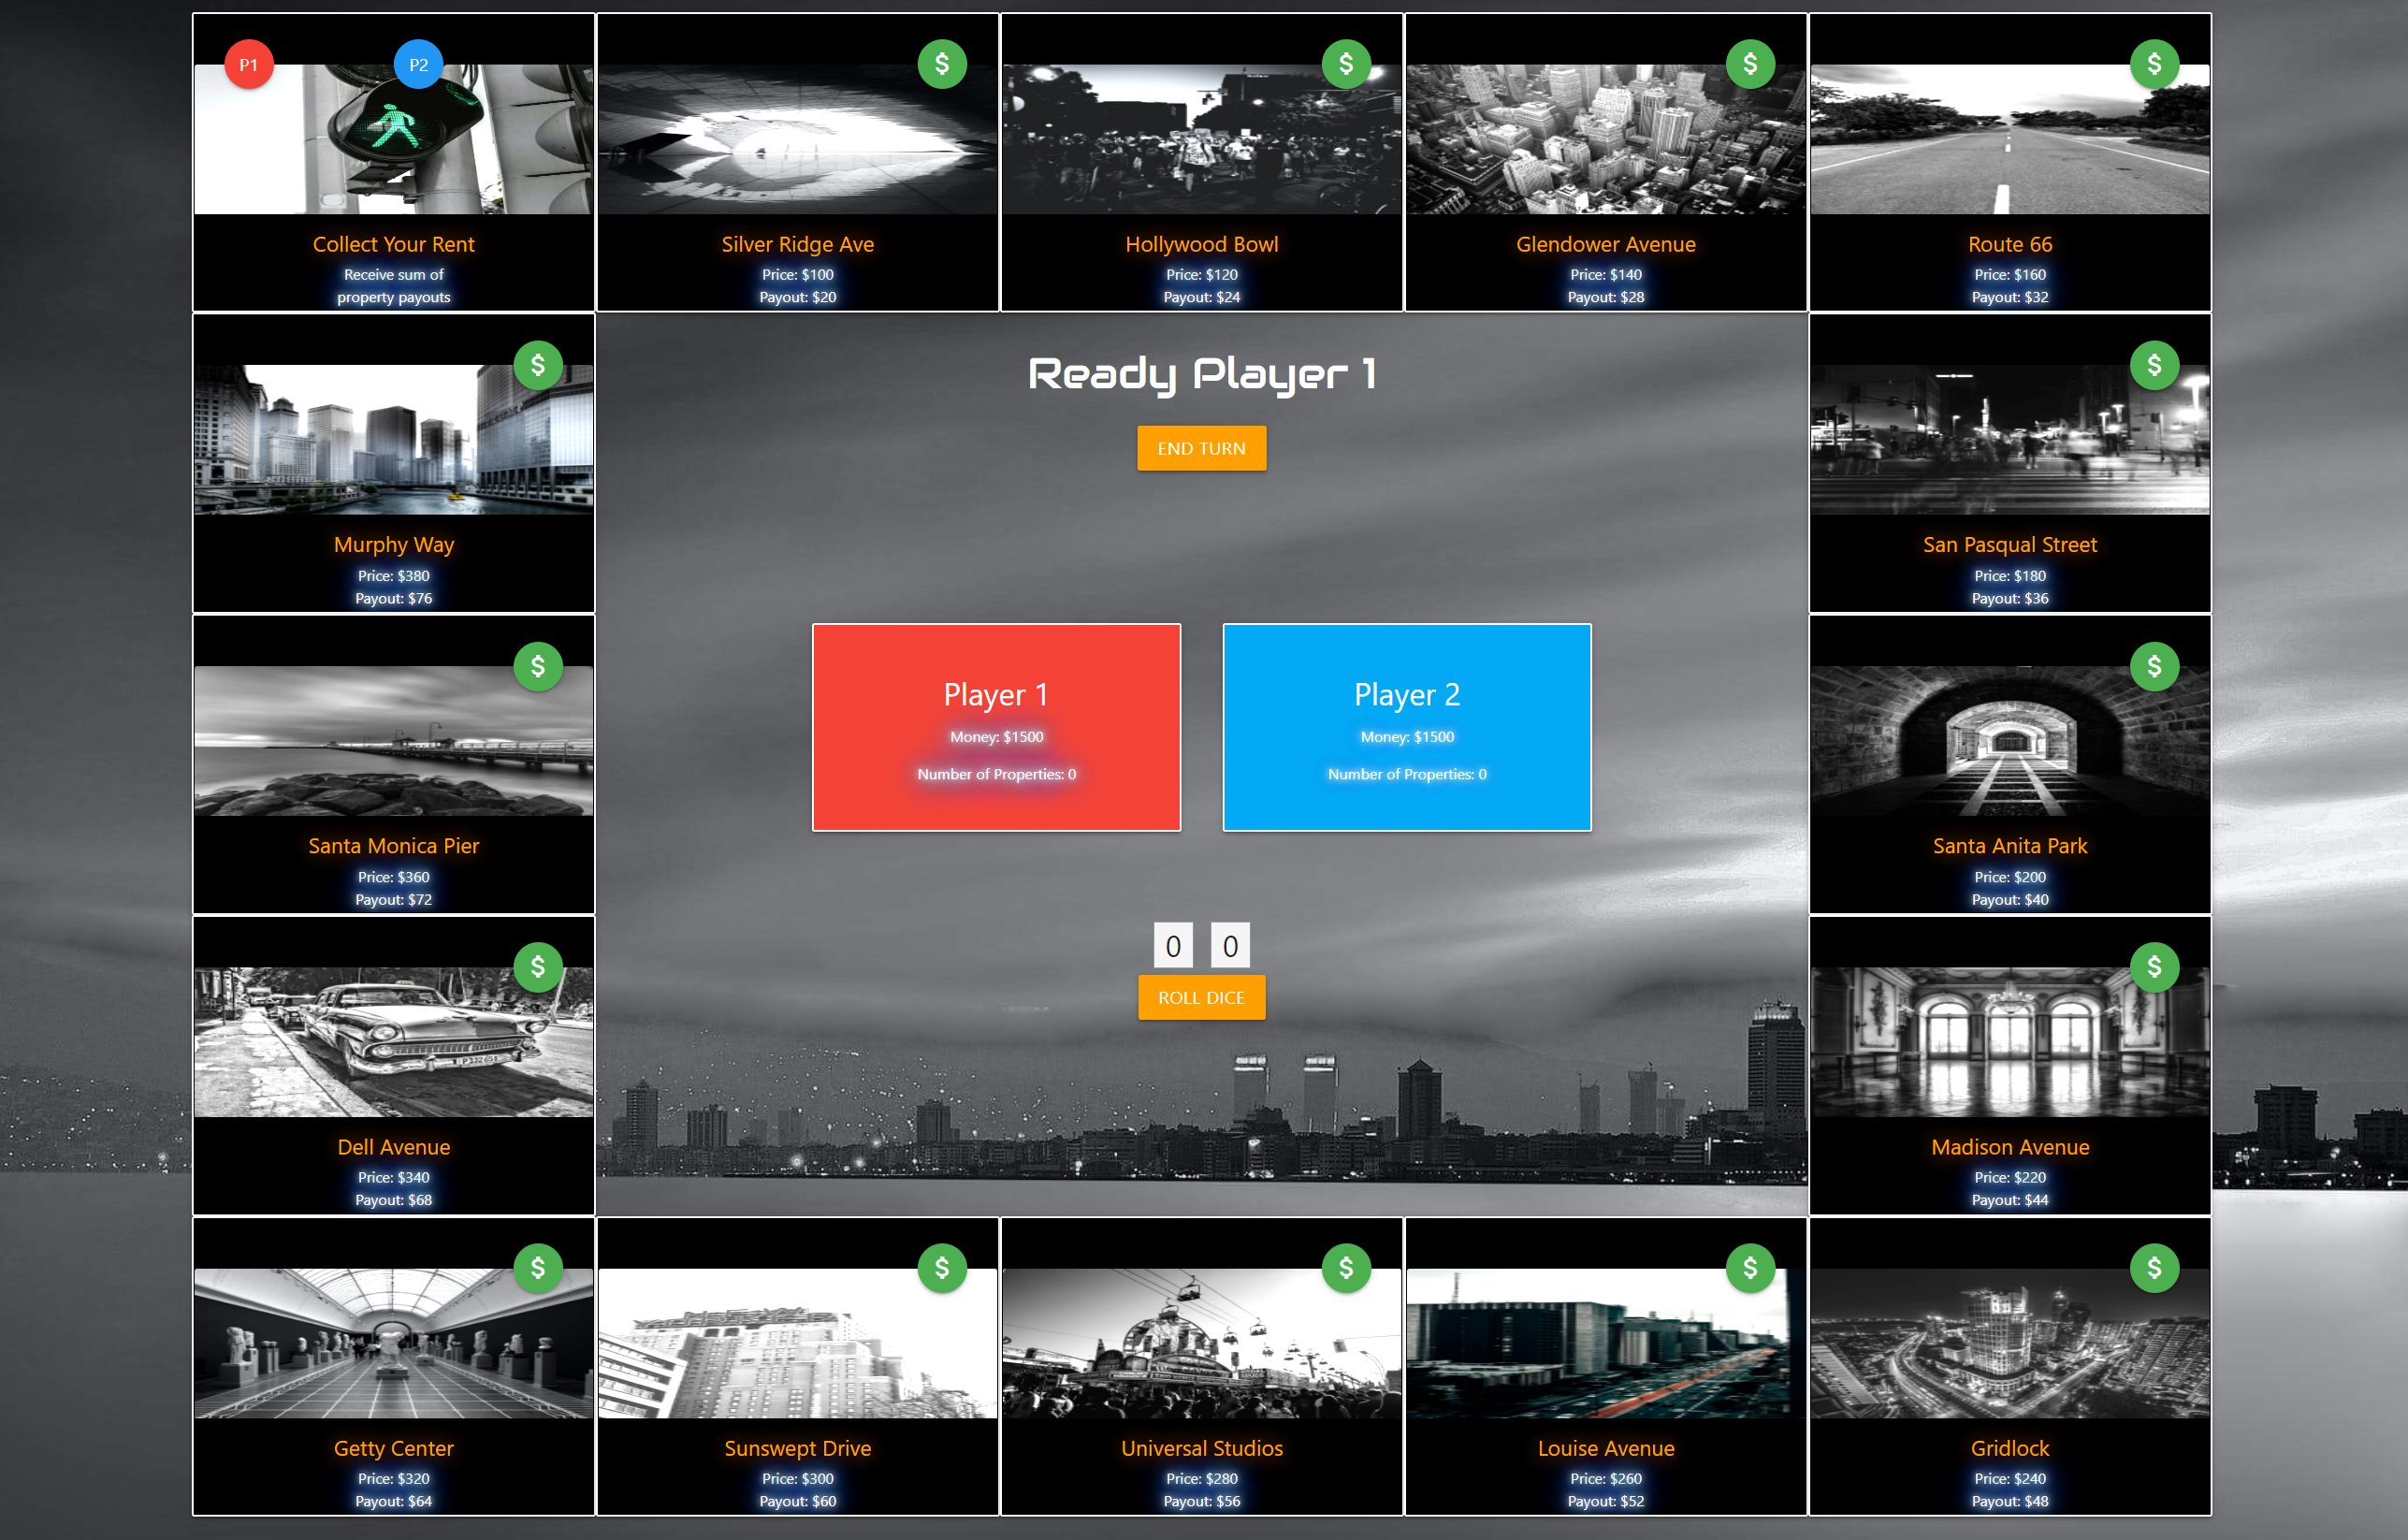 P1
P2
$
$
$
$
Collect Your Rent
Receive sum of
property payouts
Silver Ridge Ave
Price: $100
Payout: $20
Hollywood Bowl
Price: $120
Payout: $24
Glendower Avenue
Price: $140
Payout: $28
Route 66
Price: $160
Payout: $32
$
Murphy Way
Price: $380
Payout: $76
Ready Player 1
END TURN
$
San Pasqual Street
Price: $180
Payout: $36
$
Santa Monica Pier
Price: $360
Payout: $72
Player 1
Money: $1500
Number of Properties: 0
Player 2
Money: $1500
Number of Properties: 0
$
Santa Anita Park
Price: $200
Payout: $40
$
Dell Avenue
Price: $340
Payout: $68
0 0
ROLL DICE
$
Madison Avenue
Price: $220
Payout: $44
$
Getty Center
Price: $320
Payout: $64
$
Sunswept Drive
Price: $300
Payout: $60
$
Universal Studios
Price: $280
Payout: $56
$
Louise Avenue
Price: $260
Payout: $52
$
Gridlock
Price: $240
Payout: $48